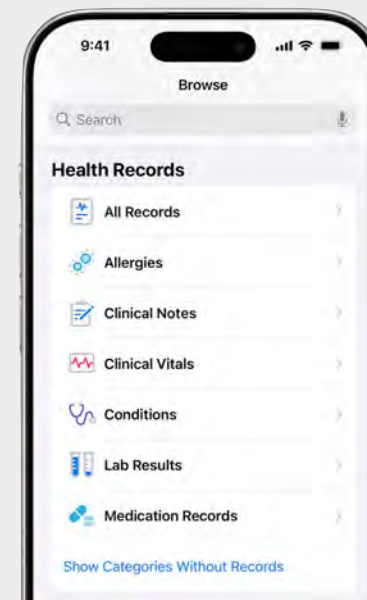 9:41
Browse
Search
Health Records
All Records
Allergies
Clinical Notes
Clinical Vitals
Conditions
Lab Results
Medication Records
Show Categories Without Records